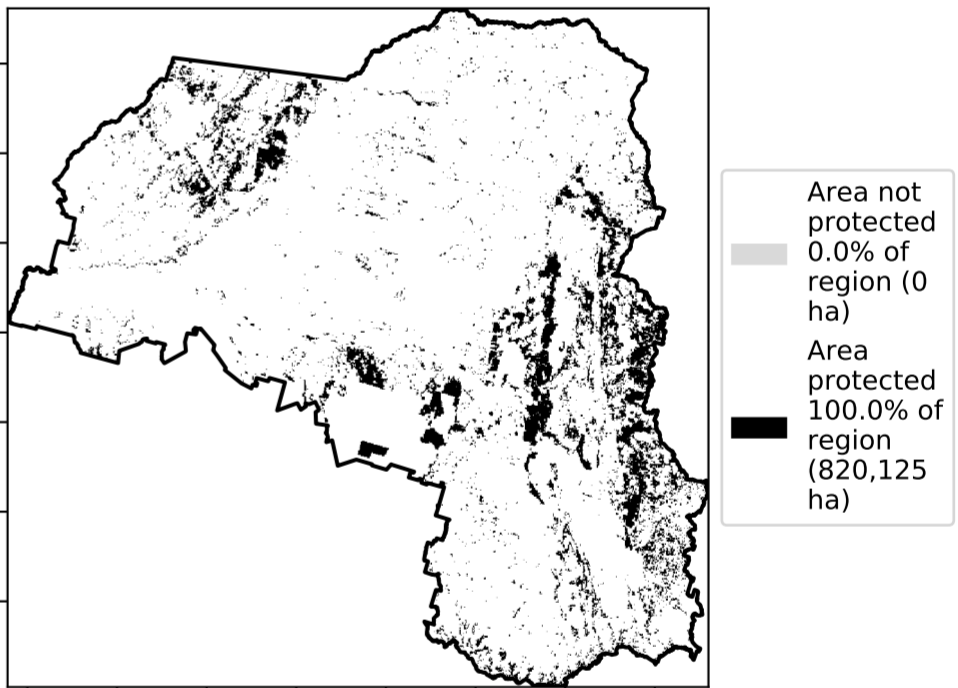 Area not
protected
0.0% of
region (0
ha)
Area
protected
100.0% of
region
(820,125
ha)